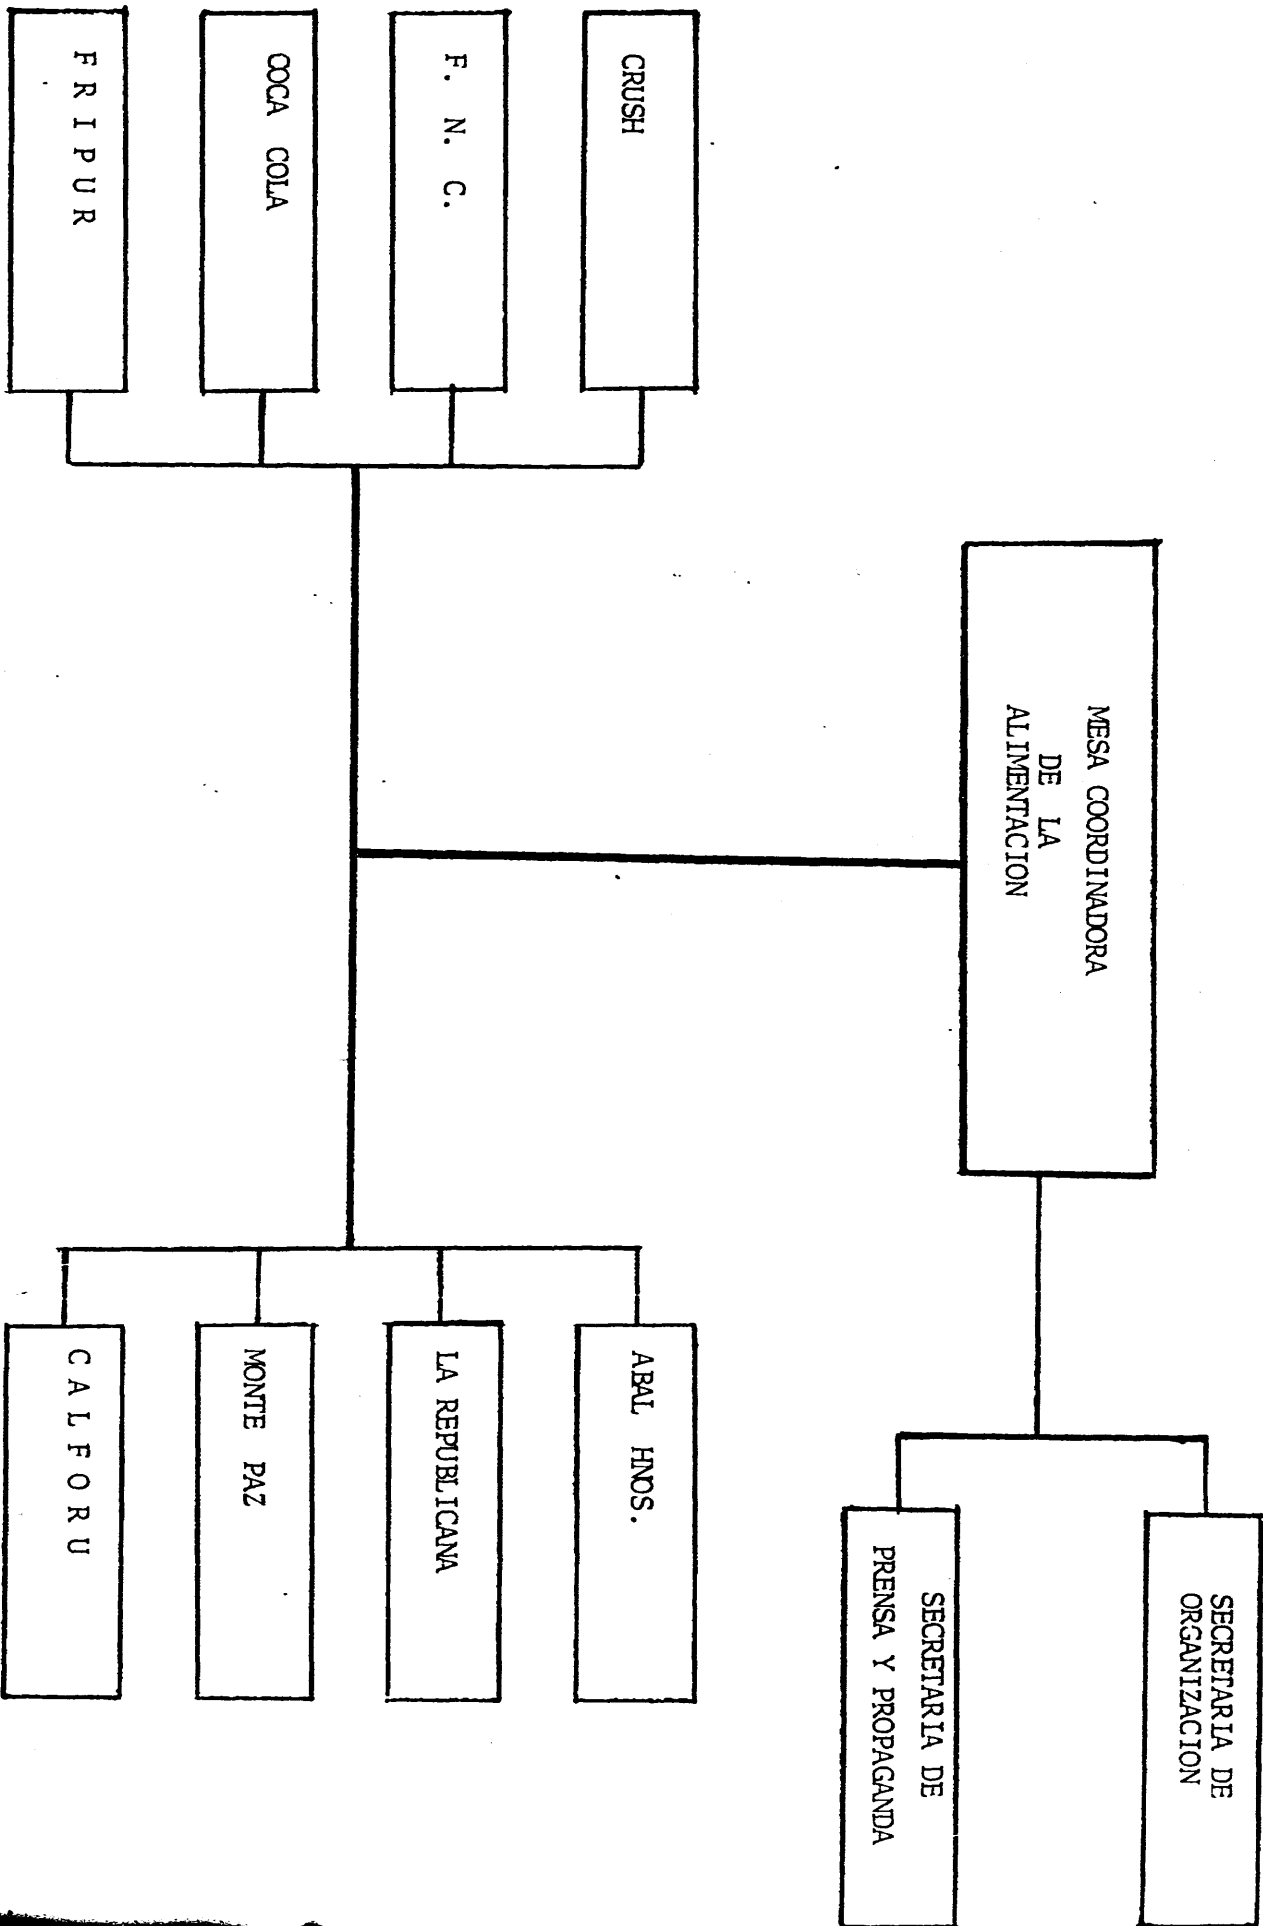 SECRETARIA DE
ORGANIZACION
MESA COORDINADORA
DE LA
ALIMENTACION
SECRETARIA DE
PRENSA Y PROPAGANDA
CRUSH
F. N. C.
COCA COLA
F R I P U R
ABAL HNOS.
LA REPUBLICANA
MONTE PAZ
C A L F O R U